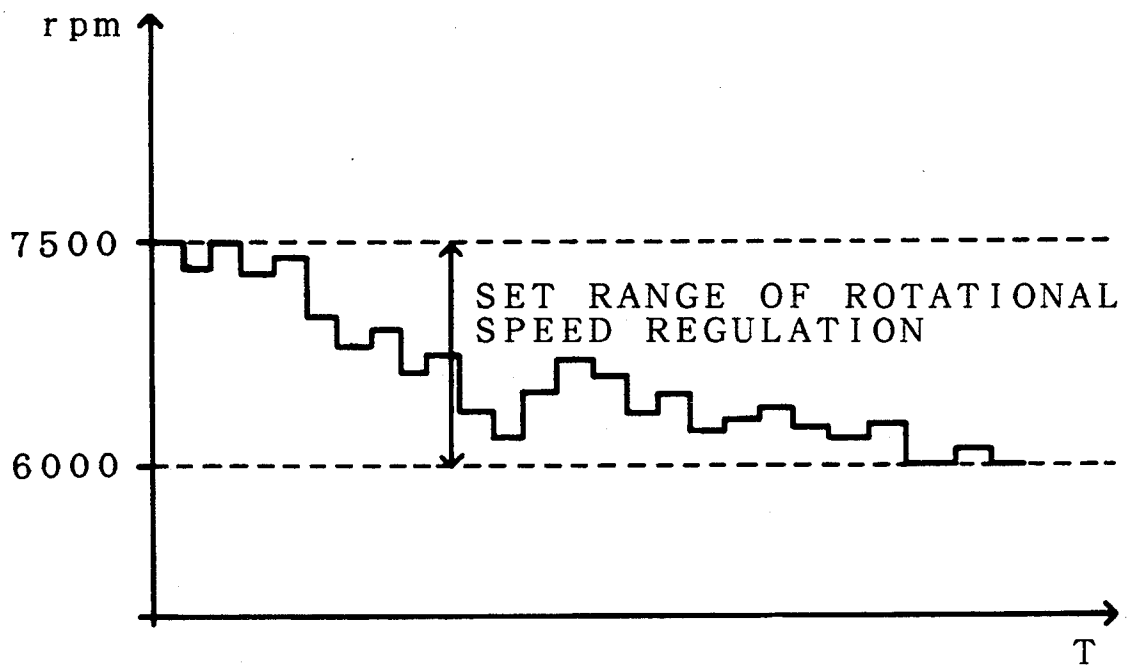 rpm
7500
SET RANGE OF ROTATIONAL
SPEED REGULATION
6000
T